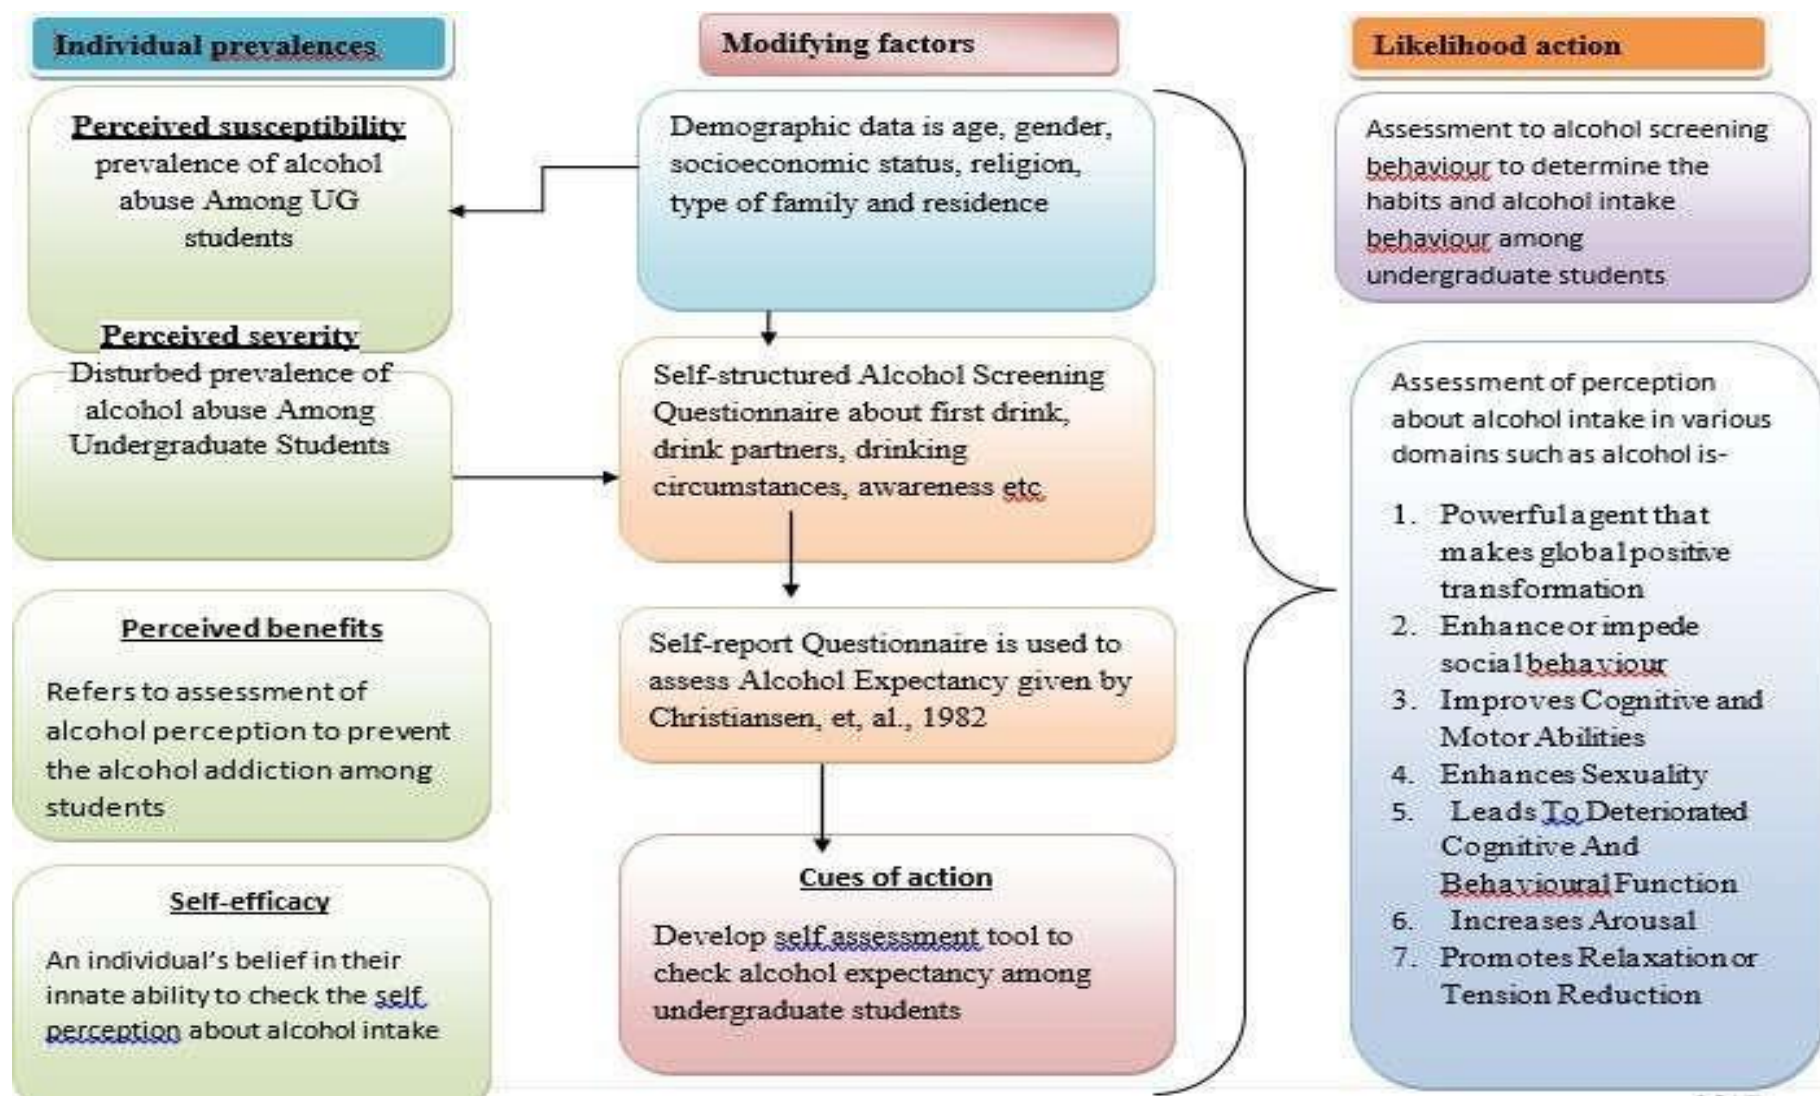 Individual prevalences
Perceived susceptibility
prevalence of alcohol
abuse Among UG
students
Perceived severity
Disturbed prevalence of
alcohol abuse Among
Undergraduate Students
Perceived benefits
Refers to assessment of
alcohol perception to prevent
the alcohol addiction among
students
Self-efficacy
An individual’s belief in their
innate ability to check the self
perception about alcohol intake
Modifying factors
Demographic data is age, gender,
socioeconomic status, religion,
type of family and residence
Self-structured Alcohol Screening
Questionnaire about first drink,
drink partners, drinking
circumstances, awareness etc
Self-report Questionnaire is used to
assess Alcohol Expectancy given by
Christiansen, et, al., 1982
Cues of action
Develop self assessment tool to
check alcohol expectancy among
undergraduate students
Likelihood action
Assessment to alcohol screening
behaviour to determine the
habits and alcohol intake
behaviour among
undergraduate students
Assessment of perception
about alcohol intake in various
domains such as alcohol is-
1. Powerful agent that
makes global positive
transformation
2. Enhance or impede
social behaviour
3. Improves Cognitive and
Motor Abilities
4. Enhances Sexuality
5. Leads To Deteriorated
Cognitive And
Behavioural Function
6. Increases Arousal
7. Promotes Relaxation or
Tension Reduction